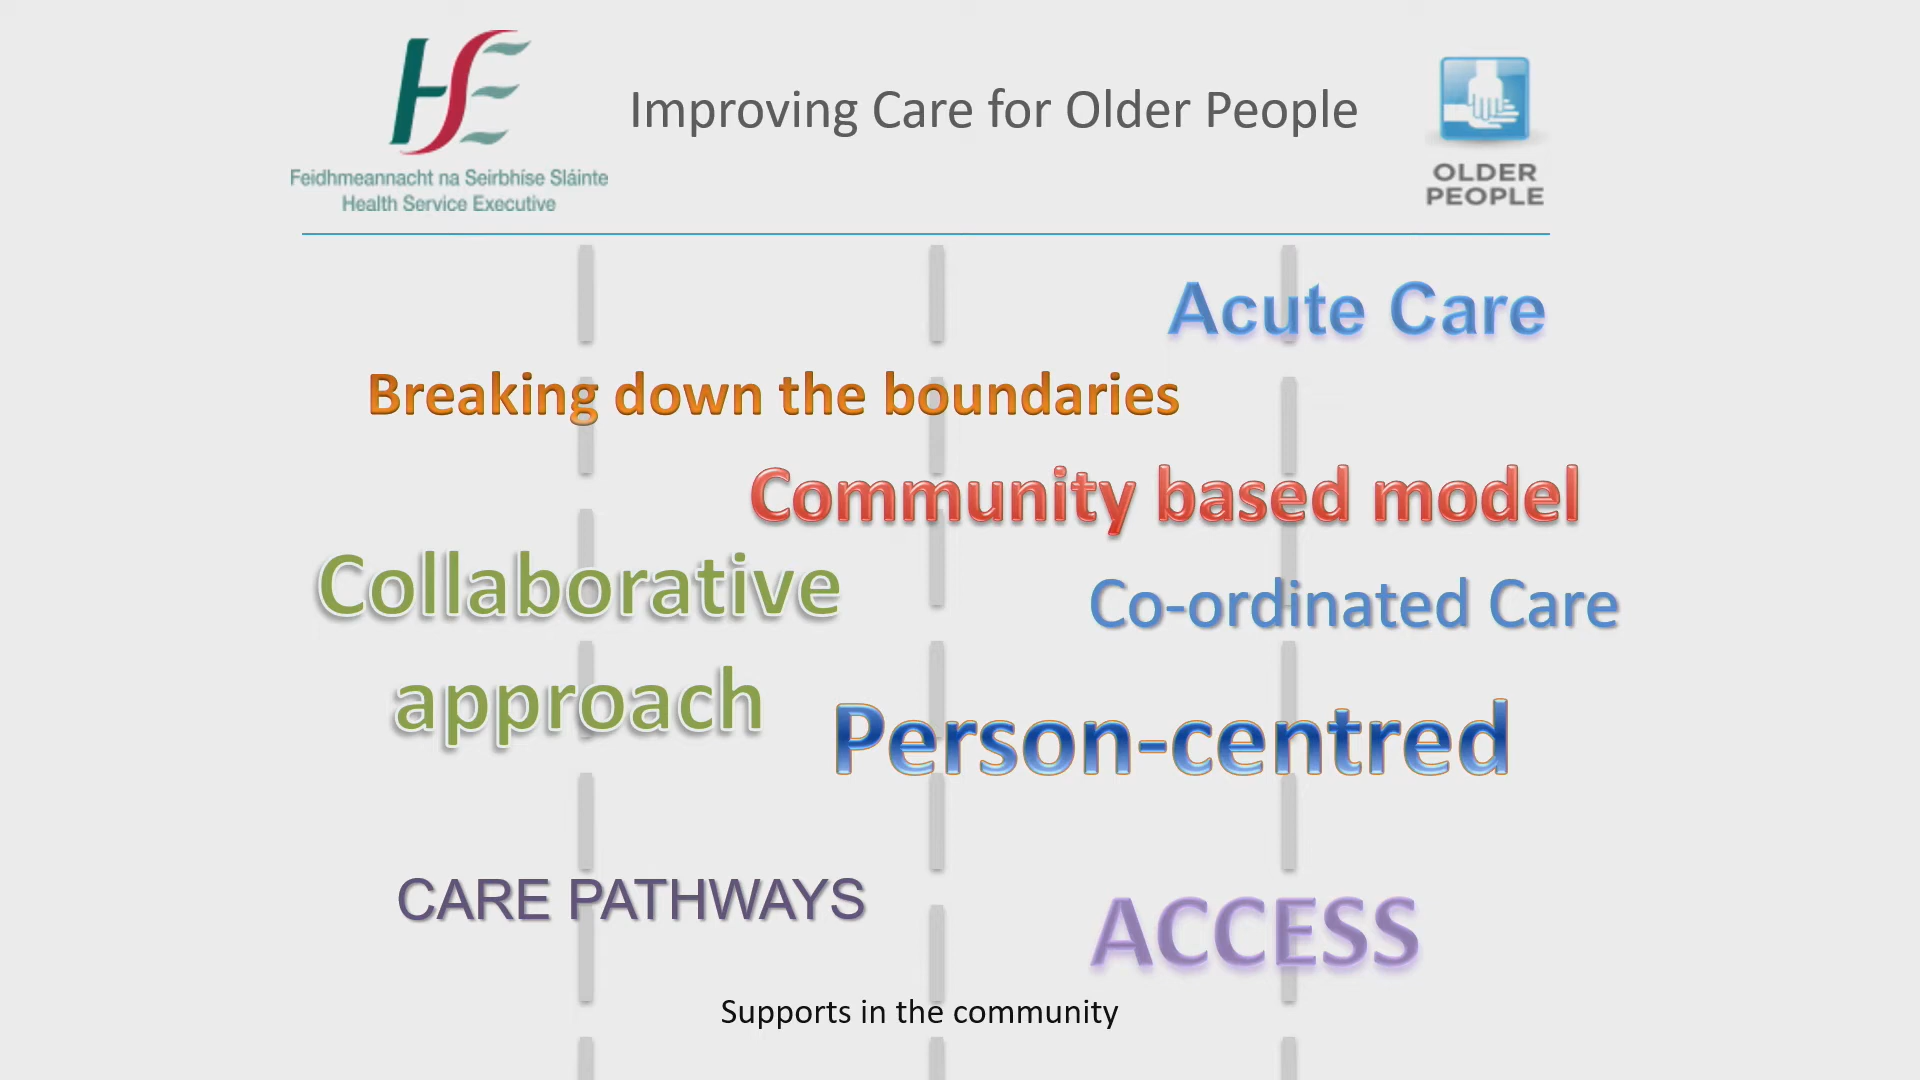 HSE
Feidhmeannacht na Seirbhíse Sláinte
Health Service Executive
Improving Care for Older People
OLDER
PEOPLE
Acute Care
Breaking down the boundaries
Community based model
Collaborative
approach
Co-ordinated Care
Person-centred
CARE PATHWAYS
ACCESS
Supports in the community